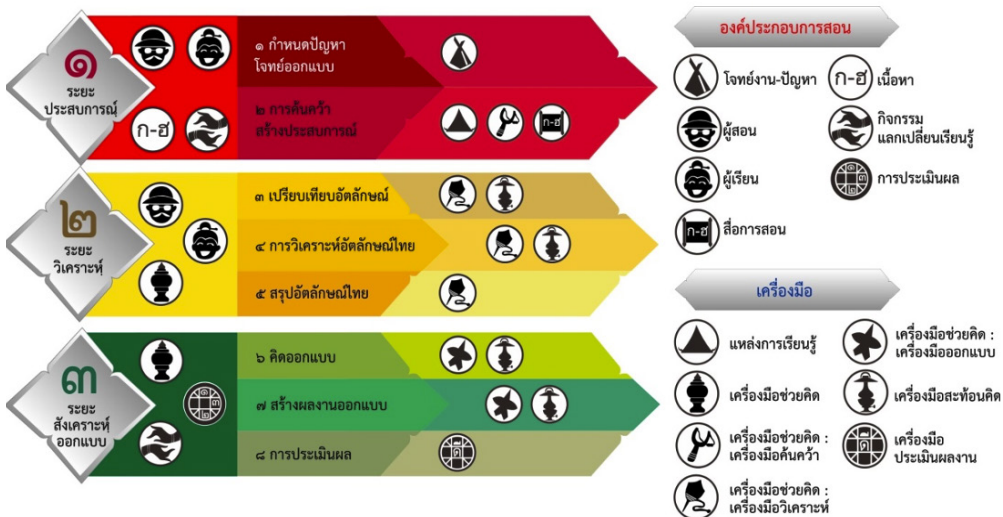 ๑
ระยะ
ประสบการณ์
ก-ฮ
๑ กำหนดปัญหา
โจทย์ออกแบบ
๒ การค้นคว้า
สร้างประสบการณ์
ก-ฮ
๒
ระยะ
วิเคราะห์
๓ เปรียบเทียบอัตลักษณ์
๔ การวิเคราะห์อัตลักษณ์ไทย
๕ สรุปอัตลักษณ์ไทย
๓
ระยะ
สังเคราะห์
ออกแบบ
๖ คิดออกแบบ
๗ สร้างผลงานออกแบบ
๘ การประเมินผล
องค์ประกอบการสอน
โจทย์งาน-ปัญหา
ก-ฮ เนื้อหา
ผู้สอน
กิจกรรม
แลกเปลี่ยนเรียนรู้
ผู้เรียน
การประเมินผล
ก-ฮ สื่อการสอน
เครื่องมือ
แหล่งการเรียนรู้
เครื่องมือช่วยคิด :
เครื่องมือออกแบบ
เครื่องมือช่วยคิด
เครื่องมือสะท้อนคิด
เครื่องมือช่วยคิด :
เครื่องมือค้นคว้า
เครื่องมือ
ประเมินผลงาน
เครื่องมือช่วยคิด :
เครื่องมือวิเคราะห์